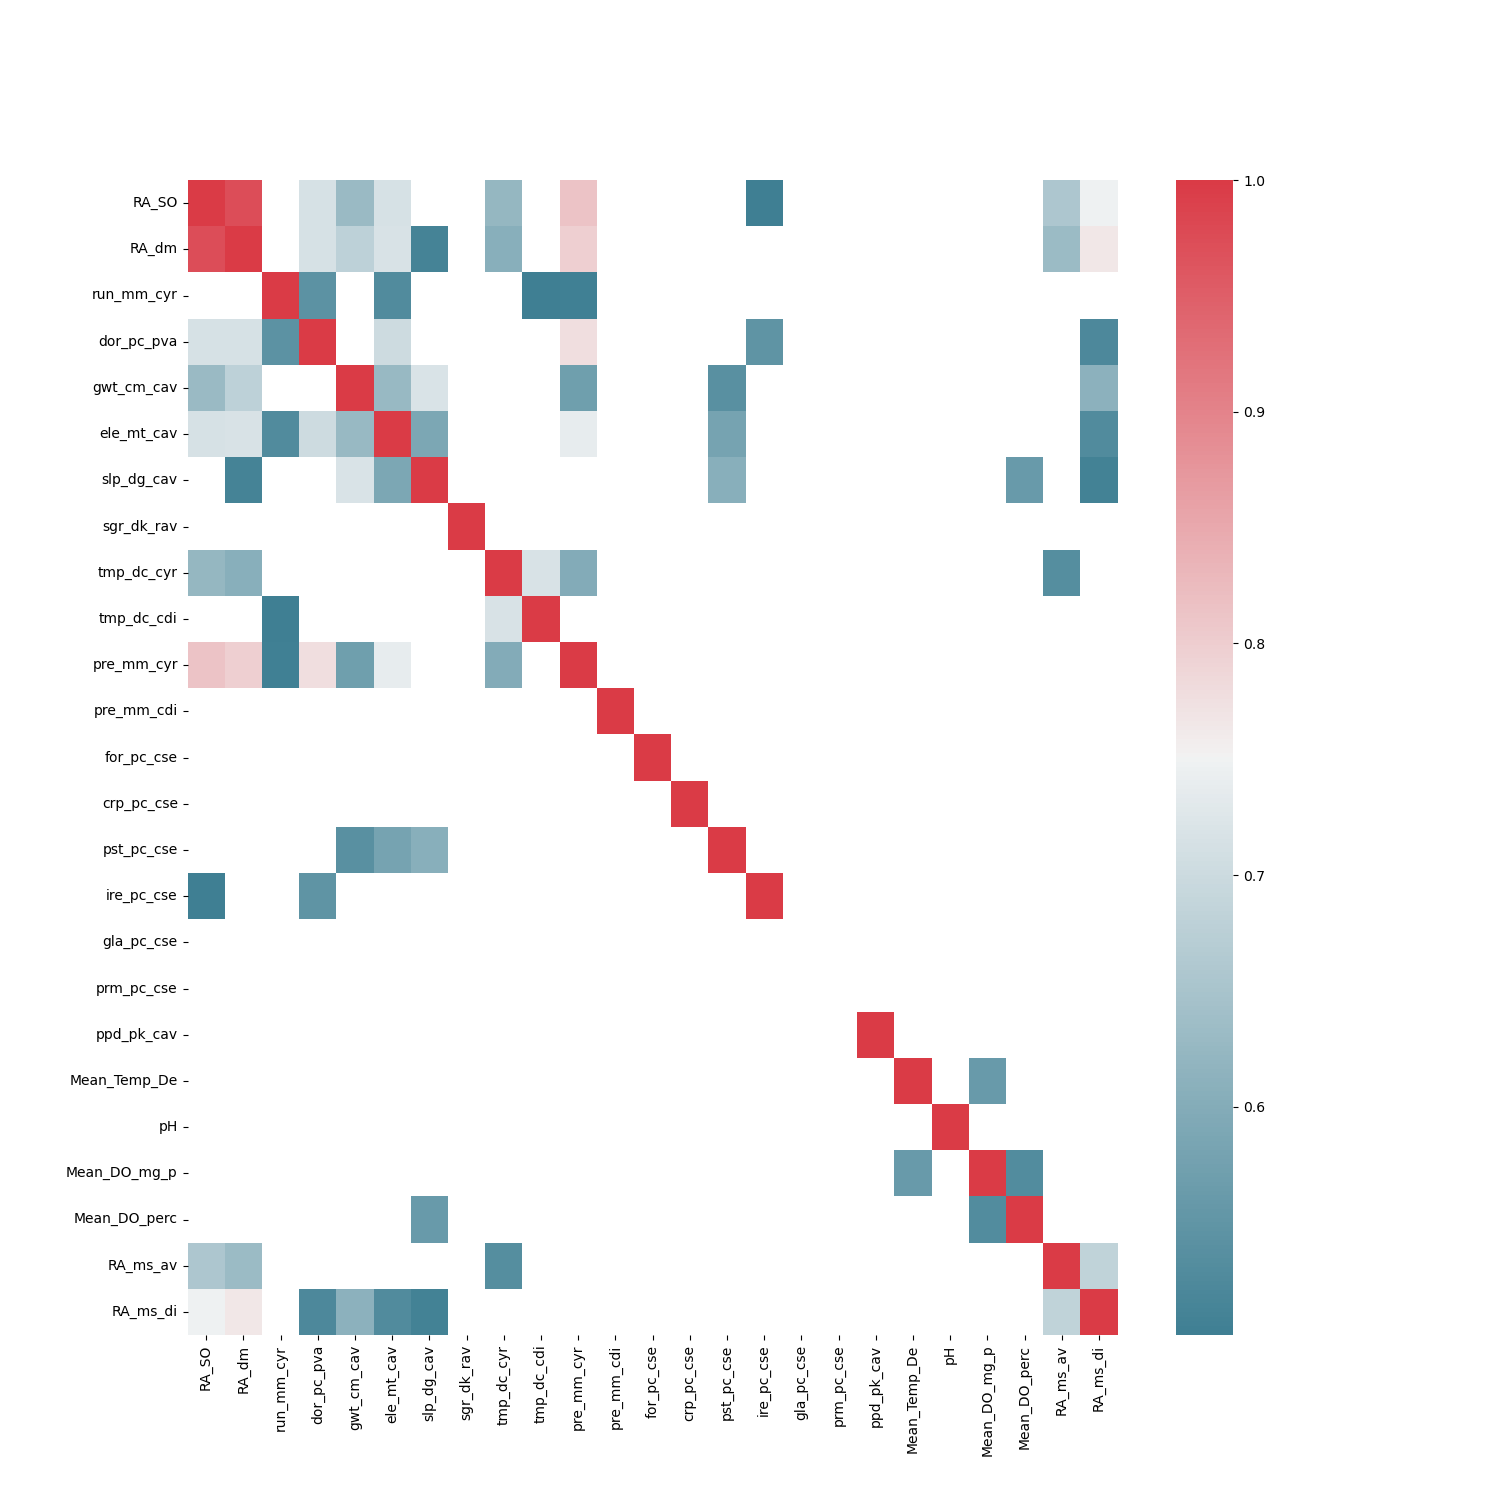 RA_SO
RA_dm
run_mm_cyr
dor_pc_pva
gwt_cm_cav
ele_mt_cav
slp_dg_cav
sgr_dk_rav
tmp_dc_cyr
tmp_dc_cdi
pre_mm_cyr
pre_mm_cdi
for_pc_cse
crp_pc_cse
pst_pc_cse
ire_pc_cse
gla_pc_cse
prm_pc_cse
ppd_pk_cav
Mean_Temp_De
pH
Mean_DO_mg_p
Mean_DO_perc
RA_ms_av
RA_ms_di
RA_SO
RA_dm
run_mm_cyr
dor_pc_pva
gwt_cm_cav
ele_mt_cav
slp_dg_cav
sgr_dk_rav
tmp_dc_cyr
tmp_dc_cdi
pre_mm_cyr
pre_mm_cdi
for_pc_cse
crp_pc_cse
pst_pc_cse
ire_pc_cse
gla_pc_cse
prm_pc_cse
ppd_pk_cav
Mean_Temp_De
pH
Mean_DO_mg_p
Mean_DO_perc
RA_ms_av
RA_ms_di
1.0
0.9
0.8
0.7
0.6